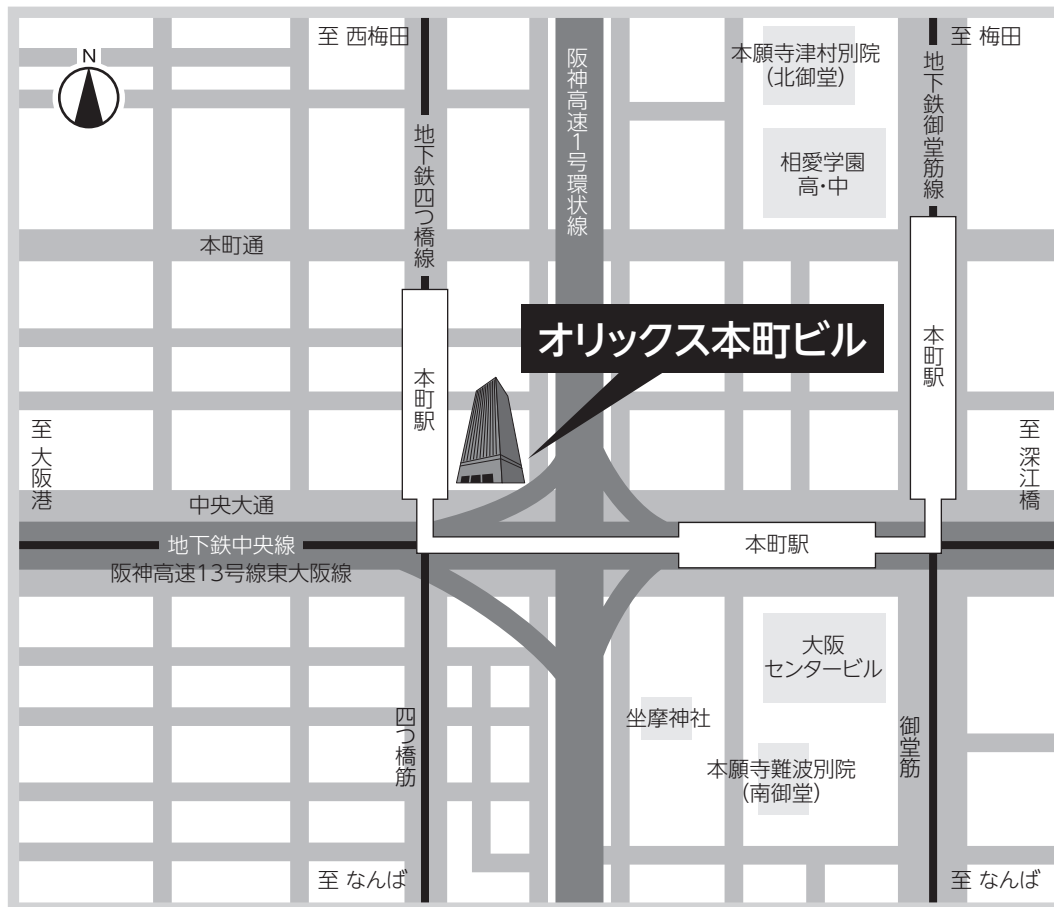 N
至 西梅田
至 梅田
本願寺津村別院
(北御堂)
地下鉄御堂筋線
阪神高速1号環状線
地下鉄四つ橋線
相愛学園
高・中
本町通
オリックス本町ビル
本町駅
本町駅
至 大阪港
至 深江橋
中央大通
地下鉄中央線
本町駅
阪神高速13号線東大阪線
大阪
センタービル
坐摩神社
四つ橋筋
御堂筋
本願寺難波別院
(南御堂)
至 なんば
至 なんば